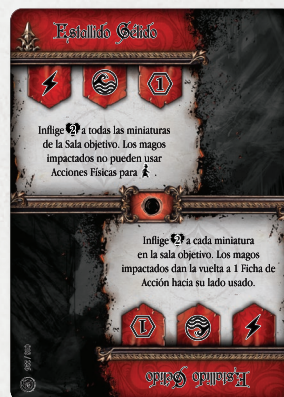 Estallido Gélido
1
Inflige 2 a todas las miniaturas
de la Sala objetivo. Los magos
impactados no pueden usar
Acciones Físicas para .
Inflige 2 a cada miniatura
en la sala objetivo. Los magos
impactados dan la vuelta a 1 Ficha de
Acción hacia su lado usado.
1
Estallido Gélido